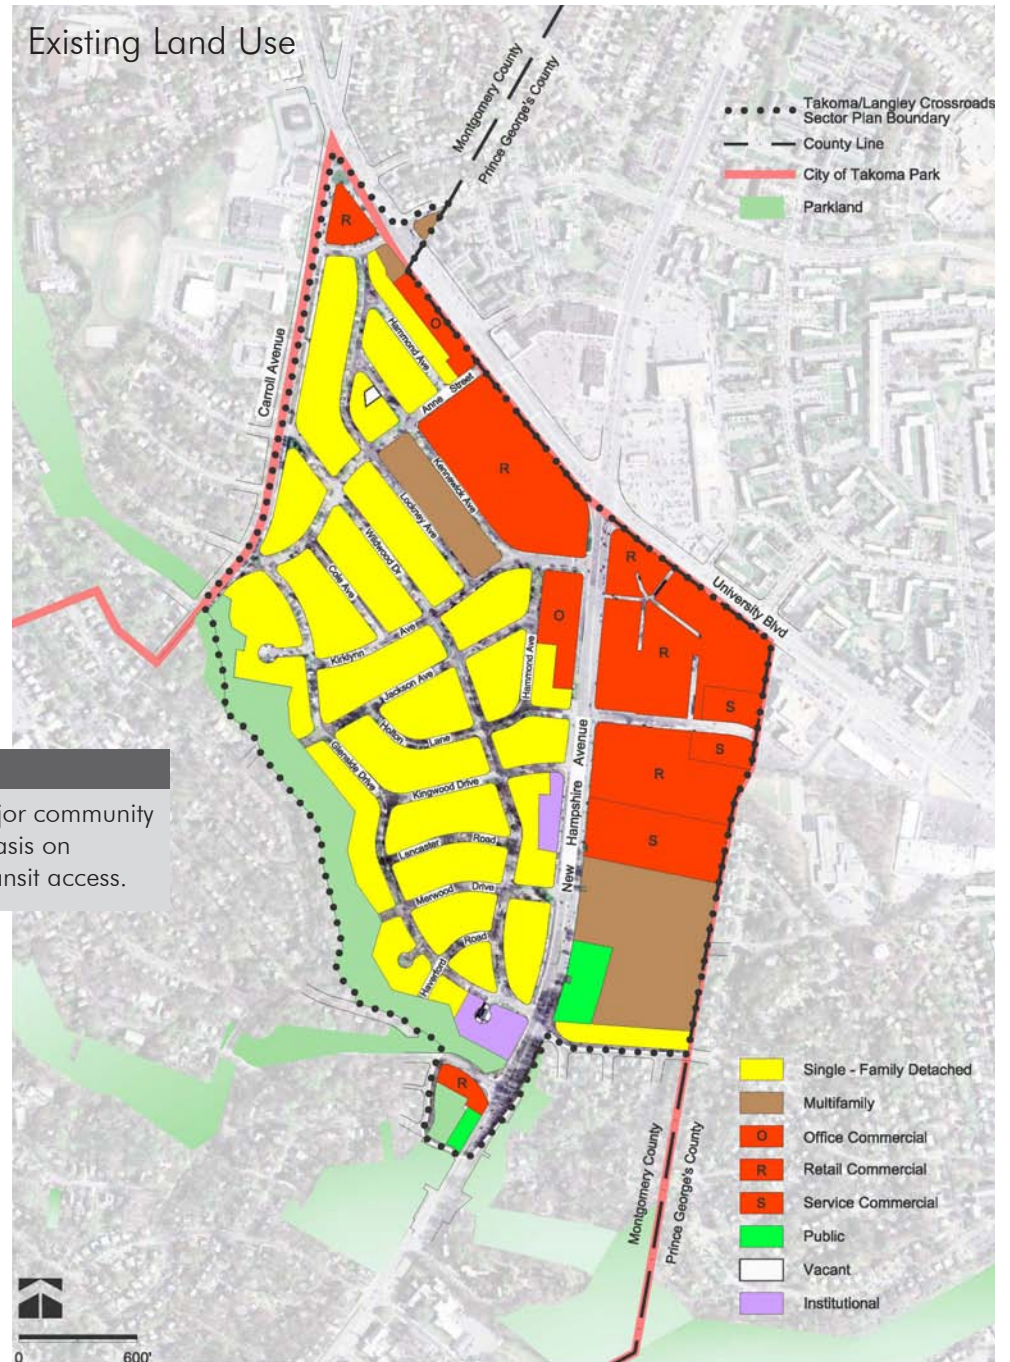 Existing Land Use
Montgomery County
Prince George's County
Takoma/Langley Crossroads
Sector Plan Boundary
County Line
City of Takoma Park
Parkland
R
O
Hammond Ave
Carroll Avenue
Anne Street
R
Kennewick Ave
Lockney Ave
Wildwood Dr
Cole Ave
R
University Blvd
O
Kirklynn Ave
Hammond Ave
R
Jackson Ave
S
Holton Lane
S
Glenside Drive
New Hampshire Avenue
R
Kingwood Drive
jor community
asis on
ansit access.
S
Lancaster Road
Merwood Drive
Haverford Road
R
Single - Family Detached
Multifamily
O Office Commercial
R Retail Commercial
S Service Commercial
Public
Vacant
Institutional
Montgomery County
Prince George's County
0 600'